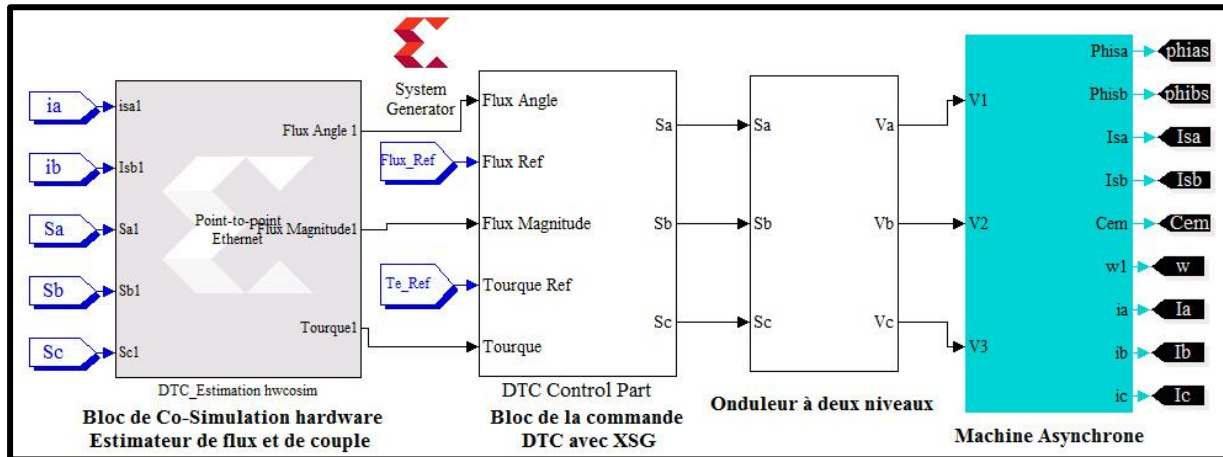 ia
ib
Sa
Sb
Sc
isa1
Isb1
Sa1
Sb1
Sc1
Flux Angle 1
Point-to-point
Ethernet
Flux Magnitude1
Tourque1
DTC_Estimation hwcosim
Bloc de Co-Simulation hardware
Estimateur de flux et de couple
System
Generator
Flux_Ref
Te_Ref
Flux Angle
Flux Ref
Flux Magnitude
Tourque Ref
Tourque
Sa
Sb
Sc
DTC Control Part
Bloc de la commande
DTC avec XSG
Sa
Sb
Sc
Va
Vb
Vc
Onduleur à deux niveaux
V1
V2
V3
Phisa
Phisb
Isa
Isb
Cem
w1
ia
ib
ic
Machine Asynchrone
phias
phibs
Isa
Isb
Cem
w
Ia
Ib
Ic